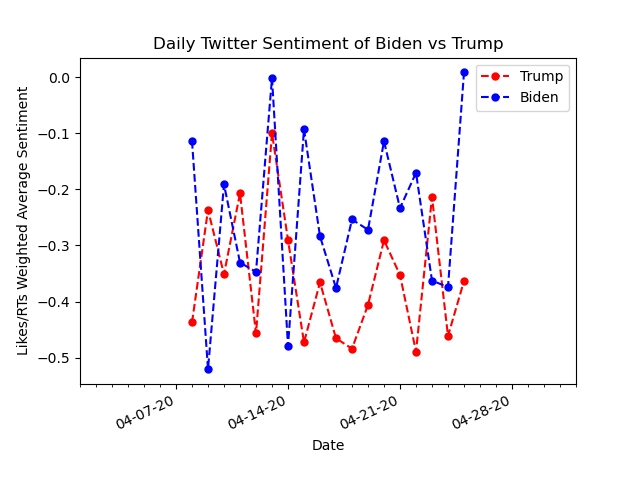 Daily Twitter Sentiment of Biden vs Trump
Trump
Biden
0.0
−0.1
−0.2
−0.3
−0.4
−0.5
Likes/RTs Weighted Average Sentiment
04-07-20
04-14-20
04-21-20
04-28-20
Date